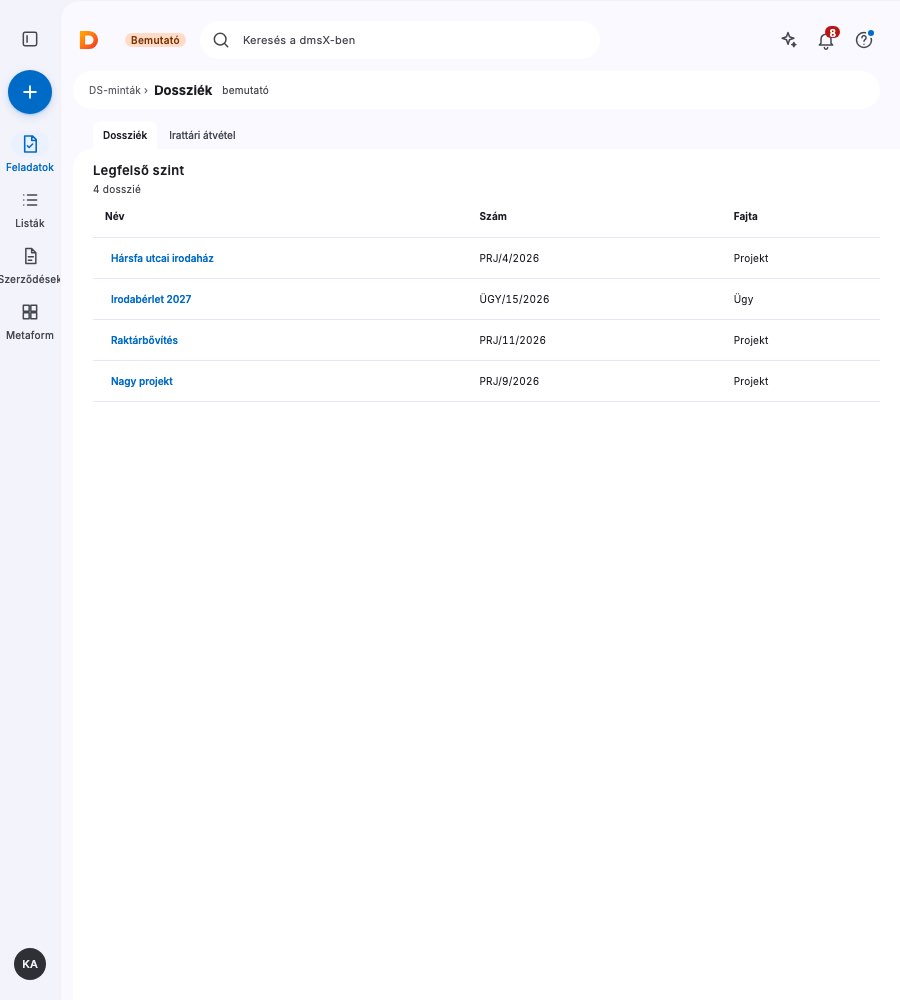 Bemutató
Keresés a dmsX-ben
8
DS-minták › Dossziék bemutató
Dossziék Irattári átvétel
Feladatok
Listák
Szerződések
Metaform
Legfelső szint
4 dosszié
Név Szám Fajta
Hársfa utcai irodaház PRJ/4/2026 Projekt
Irodabérlet 2027 ÜGY/15/2026 Ügy
Raktárbővítés PRJ/11/2026 Projekt
Nagy projekt PRJ/9/2026 Projekt
KA